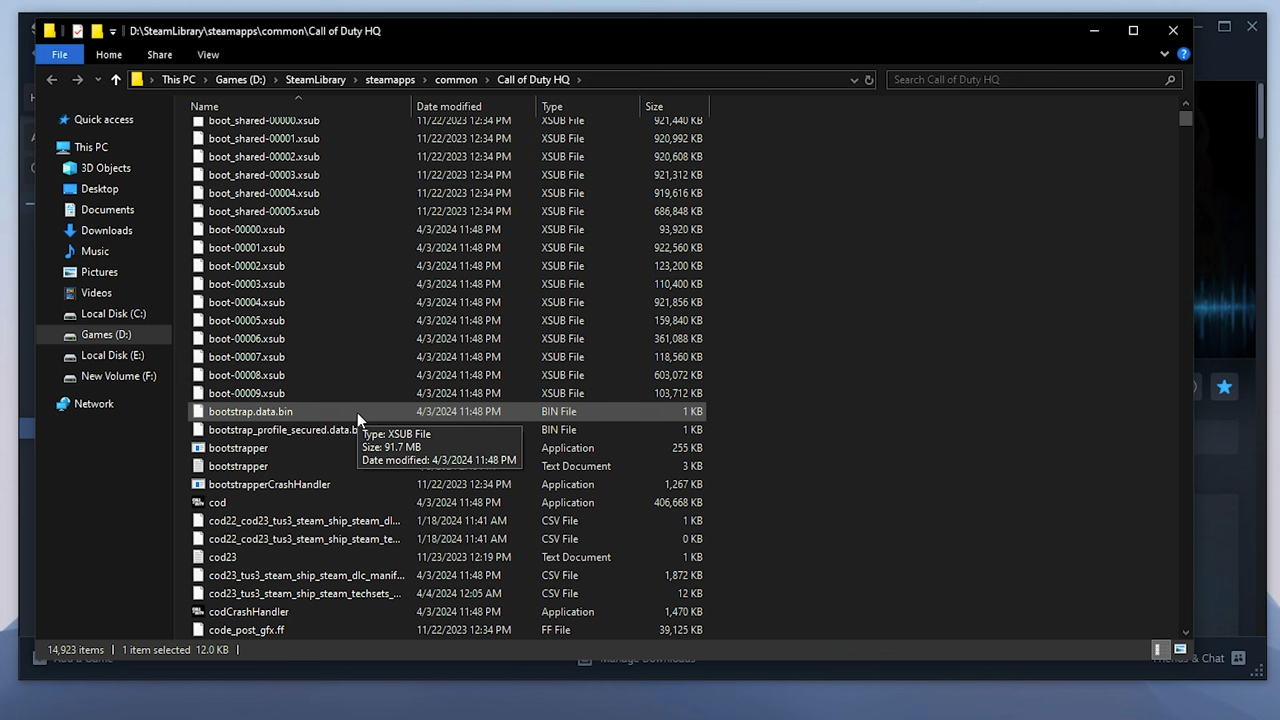 D:\SteamLibrary\steamapps\common\Call of Duty HQ
File Home Share View
This PC Games (D:) SteamLibrary steamapps common Call of Duty HQ Search Call of Duty HQ
Name Date modified Type Size
Quick access
This PC
3D Objects
Desktop
Documents
Downloads
Music
Pictures
Videos
Local Disk (C:)
Games (D:)
Local Disk (E:)
New Volume (F:)
Network
boot_shared-00000.xsub 11/22/2023 12:34 PM XSUB File 921,440 KB
boot_shared-00001.xsub 11/22/2023 12:34 PM XSUB File 920,992 KB
boot_shared-00002.xsub 11/22/2023 12:34 PM XSUB File 920,608 KB
boot_shared-00003.xsub 11/22/2023 12:34 PM XSUB File 921,312 KB
boot_shared-00004.xsub 11/22/2023 12:34 PM XSUB File 919,616 KB
boot_shared-00005.xsub 11/22/2023 12:34 PM XSUB File 686,848 KB
boot-00000.xsub 4/3/2024 11:48 PM XSUB File 93,920 KB
boot-00001.xsub 4/3/2024 11:48 PM XSUB File 922,560 KB
boot-00002.xsub 4/3/2024 11:48 PM XSUB File 123,200 KB
boot-00003.xsub 4/3/2024 11:48 PM XSUB File 110,400 KB
boot-00004.xsub 4/3/2024 11:48 PM XSUB File 921,856 KB
boot-00005.xsub 4/3/2024 11:48 PM XSUB File 159,840 KB
boot-00006.xsub 4/3/2024 11:48 PM XSUB File 361,088 KB
boot-00007.xsub 4/3/2024 11:48 PM XSUB File 118,560 KB
boot-00008.xsub 4/3/2024 11:48 PM XSUB File 603,072 KB
boot-00009.xsub 4/3/2024 11:48 PM XSUB File 103,712 KB
bootstrap.data.bin 4/3/2024 11:48 PM BIN File 1 KB
bootstrap_profile_secured.data.b BIN File 1 KB
Type: XSUB File
Size: 91.7 MB
Date modified: 4/3/2024 11:48 PM
bootstrapper Application 255 KB
bootstrapper Text Document 3 KB
bootstrapperCrashHandler 11/22/2023 12:34 PM Application 1,267 KB
cod 4/3/2024 11:48 PM Application 406,668 KB
cod22_cod23_tus3_steam_ship_steam_dl... 1/18/2024 11:41 AM CSV File 1 KB
cod22_cod23_tus3_steam_ship_steam_te... 1/18/2024 11:41 AM CSV File 0 KB
cod23 11/23/2023 12:19 PM Text Document 1 KB
cod23_tus3_steam_ship_steam_dlc_manif... 4/3/2024 11:48 PM CSV File 1,872 KB
cod23_tus3_steam_ship_steam_techsets_... 4/4/2024 12:05 AM CSV File 12 KB
codCrashHandler 4/3/2024 11:48 PM Application 1,470 KB
code_post_gfx.ff 11/22/2023 12:34 PM FF File 39,125 KB
14,923 items 1 item selected 12.0 KB
Add a Game Manage Downloads Friends & Chat